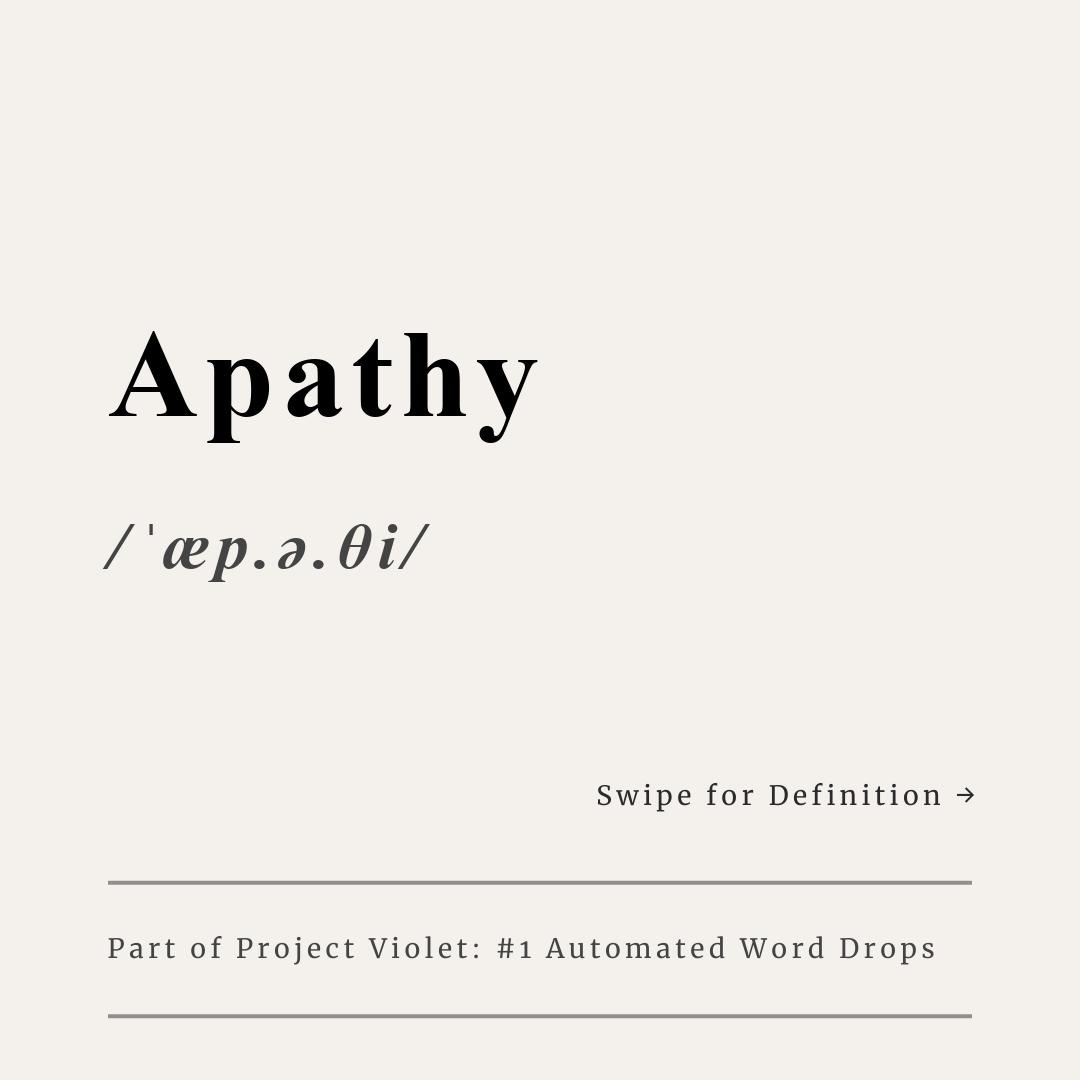 Apathy
/ˈæp.ə.θi/
Swipe for Definition →
Part of Project Violet: #1 Automated Word Drops